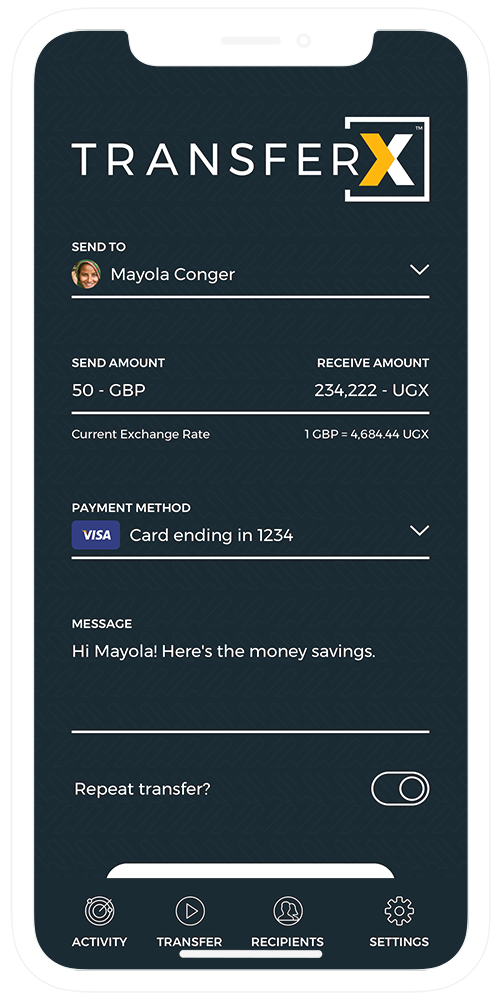 TRANSFERX™
SEND TO
Mayola Conger
SEND AMOUNT RECEIVE AMOUNT
50 - GBP 234,222 - UGX
Current Exchange Rate 1 GBP = 4,684.44 UGX
PAYMENT METHOD
VISA Card ending in 1234
MESSAGE
Hi Mayola! Here's the money savings.
Repeat transfer?
ACTIVITY TRANSFER RECIPIENTS SETTINGS